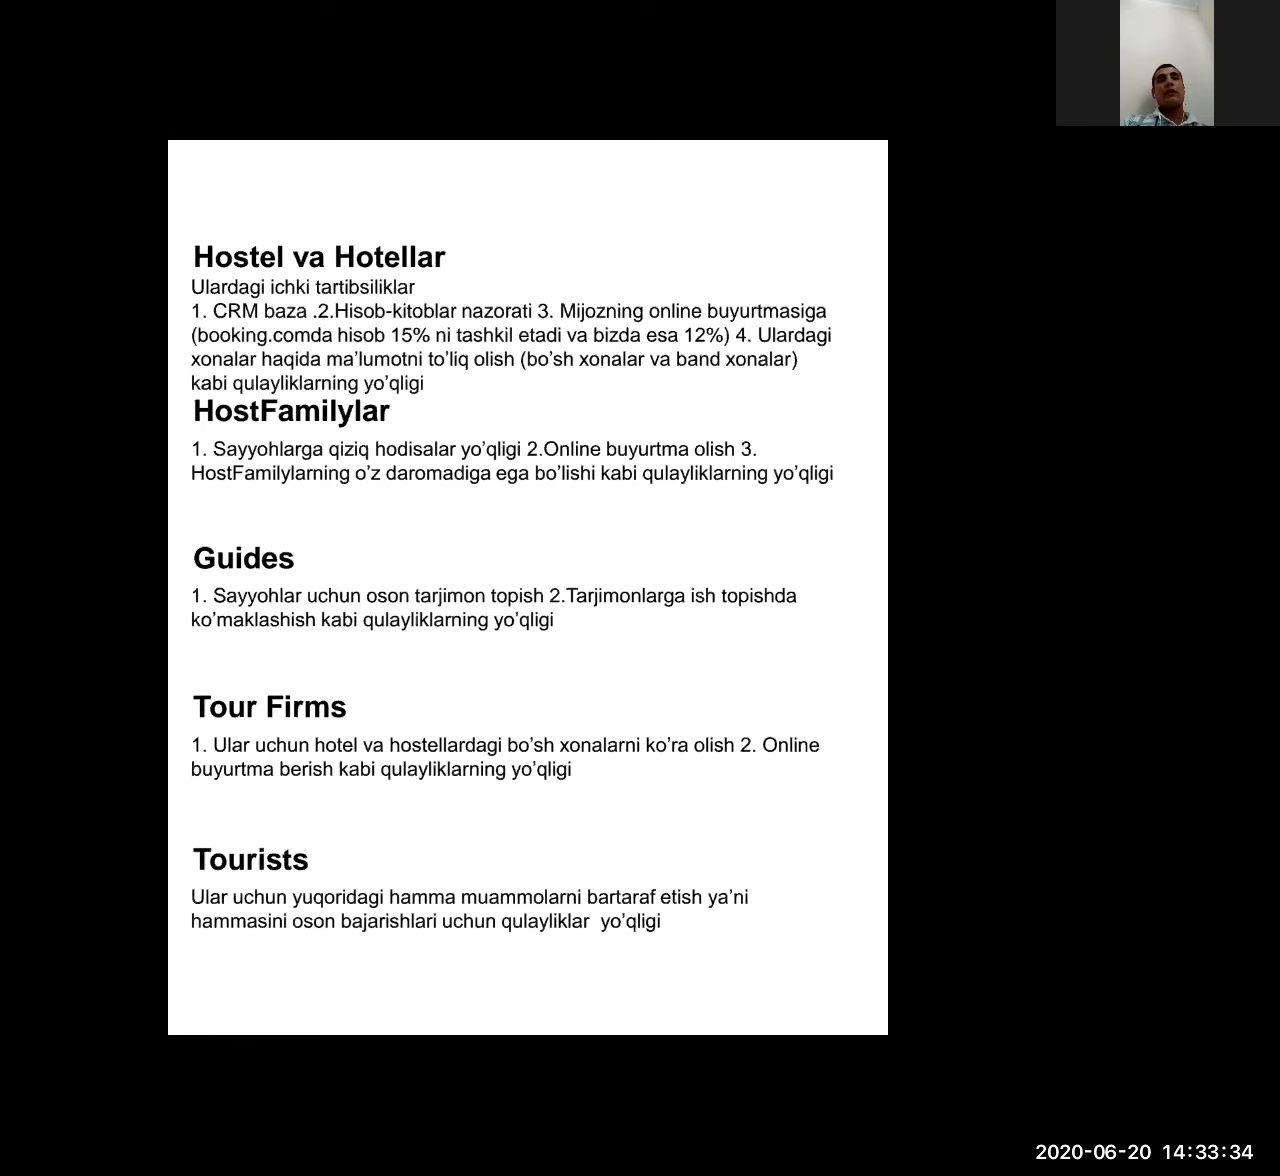 Hostel va Hotellar
Ulardagi ichki tartibsiliklar
1. CRM baza .2.Hisob-kitoblar nazorati 3. Mijozning online buyurtmasiga
(booking.comda hisob 15% ni tashkil etadi va bizda esa 12%) 4. Ulardagi
xonalar haqida ma’lumotni to’liq olish (bo’sh xonalar va band xonalar)
kabi qulayliklarning yo’qligi
HostFamilylar
1. Sayyohlarga qiziq hodisalar yo’qligi 2.Online buyurtma olish 3.
HostFamilylarning o’z daromadiga ega bo’lishi kabi qulayliklarning yo’qligi
Guides
1. Sayyohlar uchun oson tarjimon topish 2.Tarjimonlarga ish topishda
ko’maklashish kabi qulayliklarning yo’qligi
Tour Firms
1. Ular uchun hotel va hostellardagi bo’sh xonalarni ko’ra olish 2. Online
buyurtma berish kabi qulayliklarning yo’qligi
Tourists
Ular uchun yuqoridagi hamma muammolarni bartaraf etish ya’ni
hammasini oson bajarishlari uchun qulayliklar  yo’qligi
2020-06-20 14:33:34